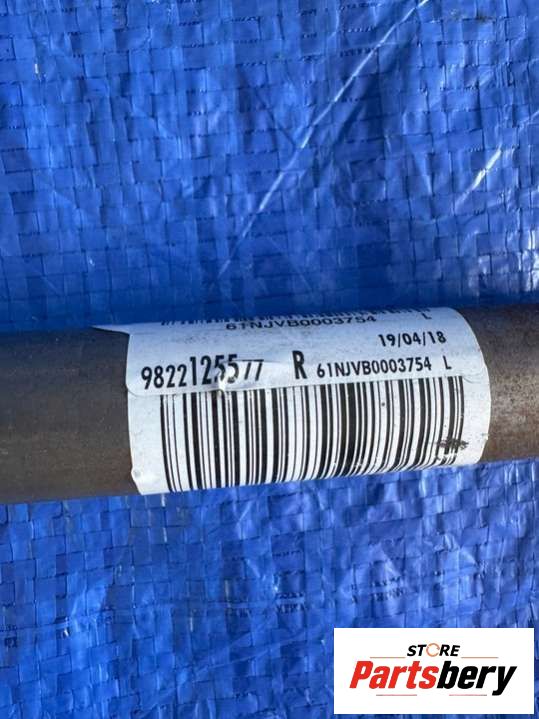 61NJVB0003754 L
19/04/18
9822125577 R 61NJVB0003754 L
STORE
Partsbery